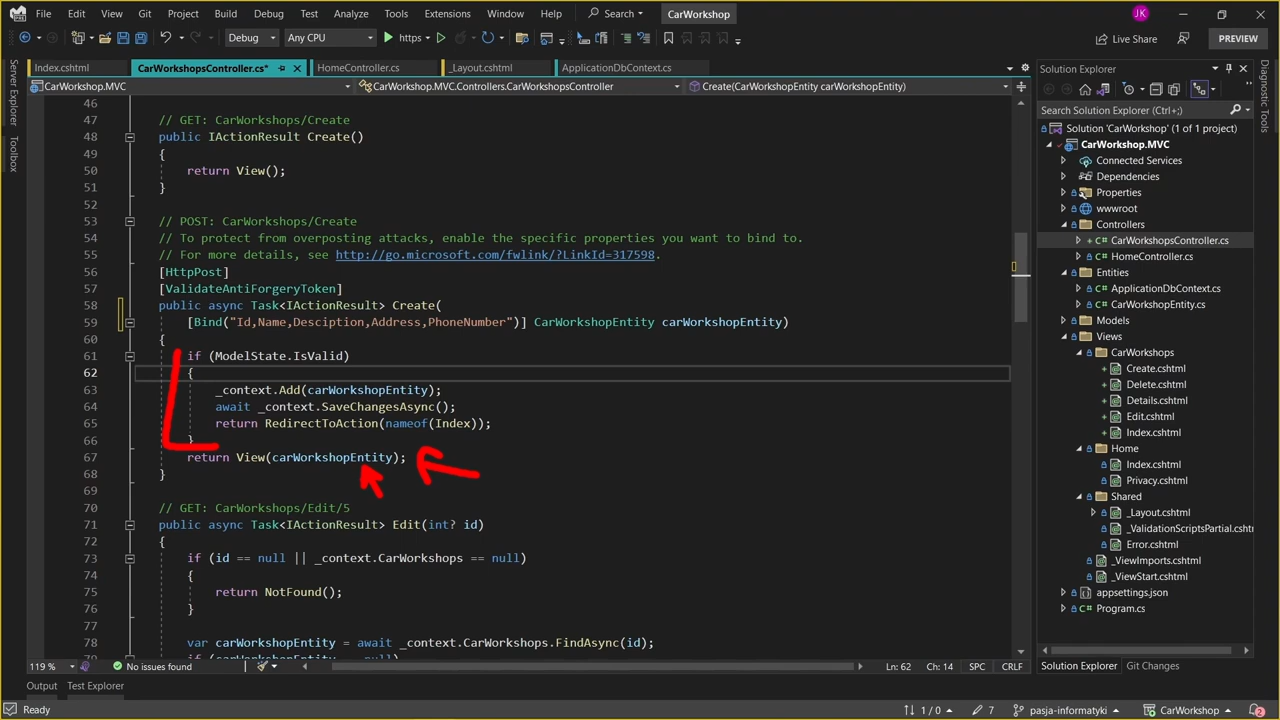 File Edit View Git Project Build Debug Test Analyze Tools Extensions Window Help Search CarWorkshop JK
Debug Any CPU https Live Share PREVIEW
Index.cshtml CarWorkshopsController.cs* HomeController.cs _Layout.cshtml ApplicationDbContext.cs
CarWorkshop.MVC CarWorkshop.MVC.Controllers.CarWorkshopsController Create(CarWorkshopEntity carWorkshopEntity)
Server Explorer
Toolbox
46
47 // GET: CarWorkshops/Create
48 public IActionResult Create()
49 {
50 return View();
51 }
52
53 // POST: CarWorkshops/Create
54 // To protect from overposting attacks, enable the specific properties you want to bind to.
55 // For more details, see http://go.microsoft.com/fwlink/?LinkId=317598.
56 [HttpPost]
57 [ValidateAntiForgeryToken]
58 public async Task<IActionResult> Create(
59 [Bind("Id,Name,Desciption,Address,PhoneNumber")] CarWorkshopEntity carWorkshopEntity)
60 {
61 if (ModelState.IsValid)
62 {
63 _context.Add(carWorkshopEntity);
64 await _context.SaveChangesAsync();
65 return RedirectToAction(nameof(Index));
66 }
67 return View(carWorkshopEntity);
68 }
69
70 // GET: CarWorkshops/Edit/5
71 public async Task<IActionResult> Edit(int? id)
72 {
73 if (id == null || _context.CarWorkshops == null)
74 {
75 return NotFound();
76 }
77
78 var carWorkshopEntity = await _context.CarWorkshops.FindAsync(id);
79
Solution Explorer
Search Solution Explorer (Ctrl+;)
Solution 'CarWorkshop' (1 of 1 project)
CarWorkshop.MVC
Connected Services
Dependencies
Properties
wwwroot
Controllers
C# CarWorkshopsController.cs
C# HomeController.cs
Entities
C# ApplicationDbContext.cs
C# CarWorkshopEntity.cs
Models
Views
CarWorkshops
Create.cshtml
Delete.cshtml
Details.cshtml
Edit.cshtml
Index.cshtml
Home
Index.cshtml
Privacy.cshtml
Shared
_Layout.cshtml
_ValidationScriptsPartial.cshtm
Error.cshtml
_ViewImports.cshtml
_ViewStart.cshtml
appsettings.json
C# Program.cs
Diagnostic Tools
119 % No issues found Ln: 62 Ch: 14 SPC CRLF
Solution Explorer Git Changes
Output Test Explorer
Ready 1 / 0 7 pasja-informatyki CarWorkshop 2